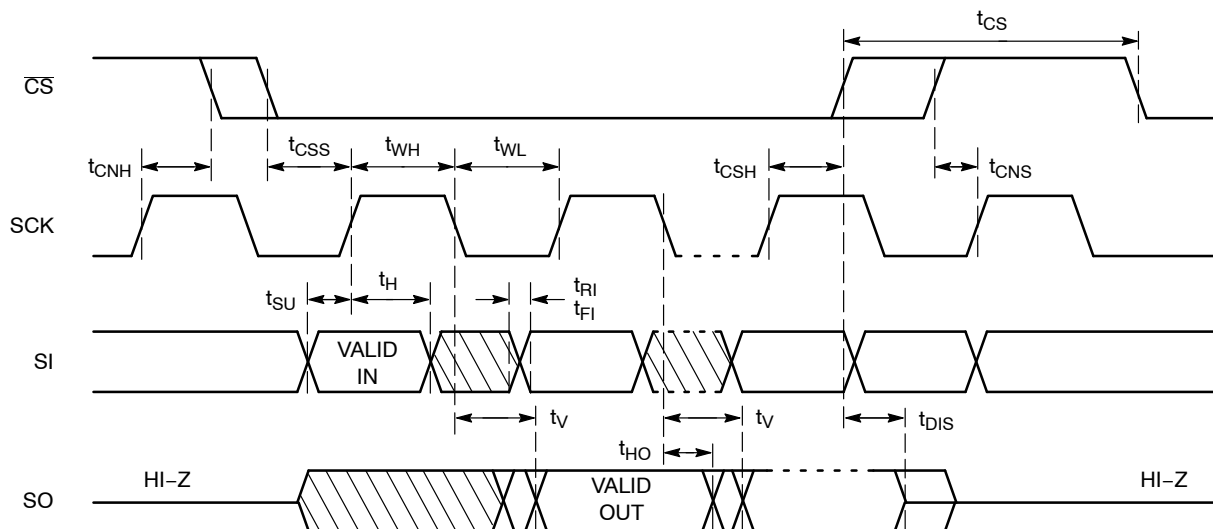 tCS
CS
tCSS
tWH
tWL
tCNH
tCSH
tCNS
SCK
tSU
tH
tRI
tFI
SI
VALID
IN
tV
tV
tDIS
tHO
HI–Z
VALID
OUT
HI–Z
SO